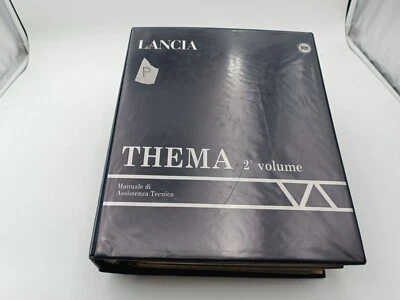 LANCIA
P
THEMA 2° volume
Manuale di
Assistenza Tecnica